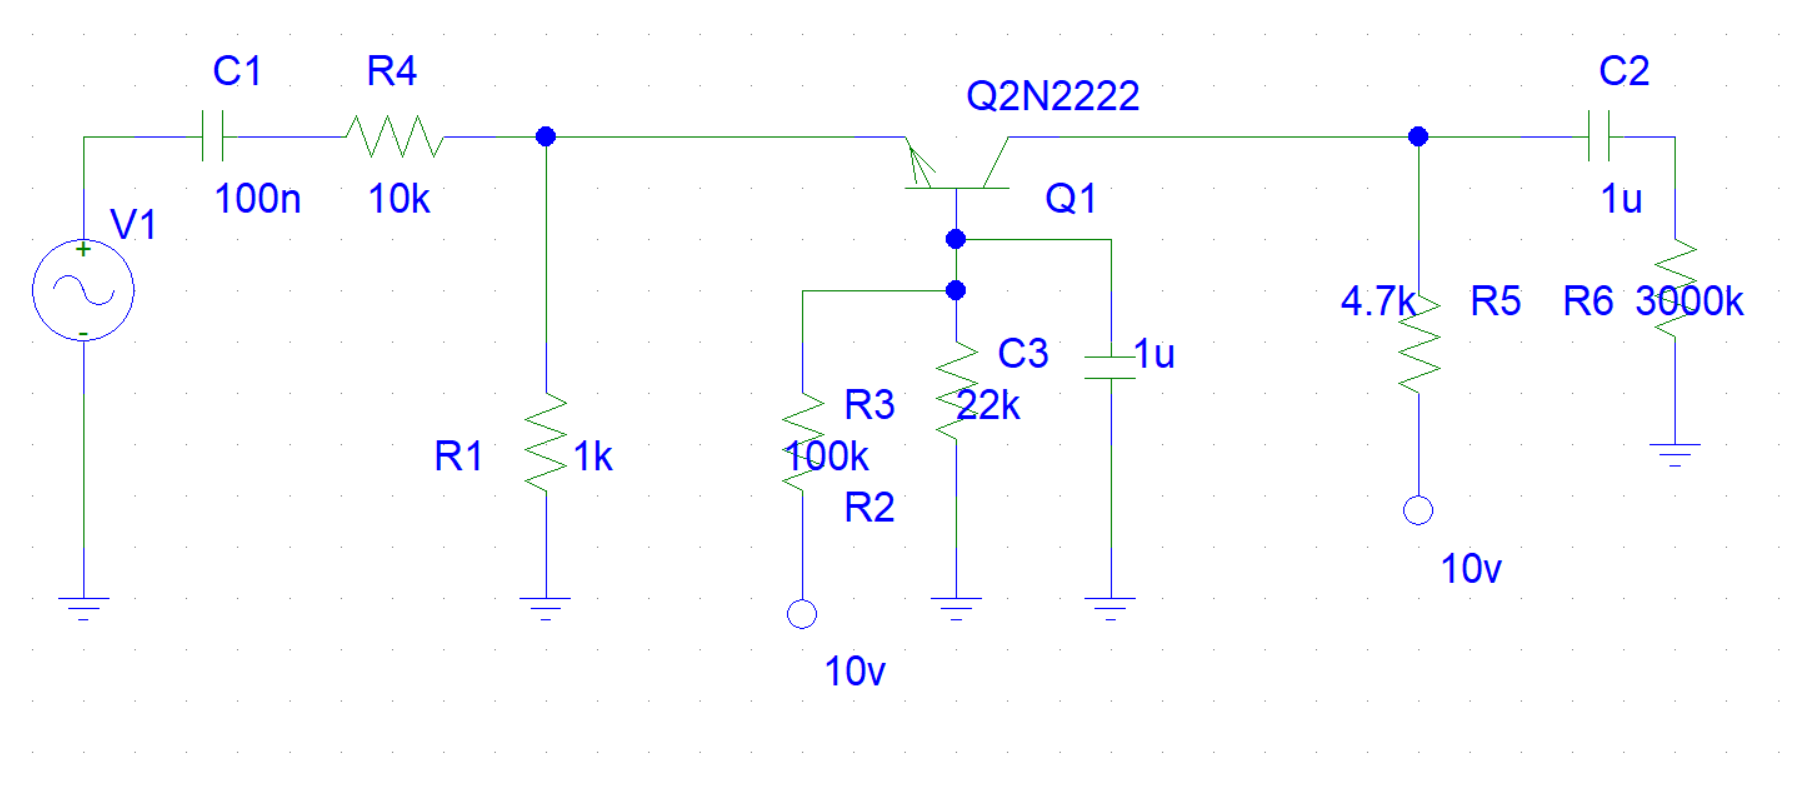 C1
R4
Q2N2222
C2
100n
10k
Q1
1u
V1
+
-
4.7k
R5
R6
3000k
C3
1u
R3
22k
R1
1k
100k
R2
10v
10v